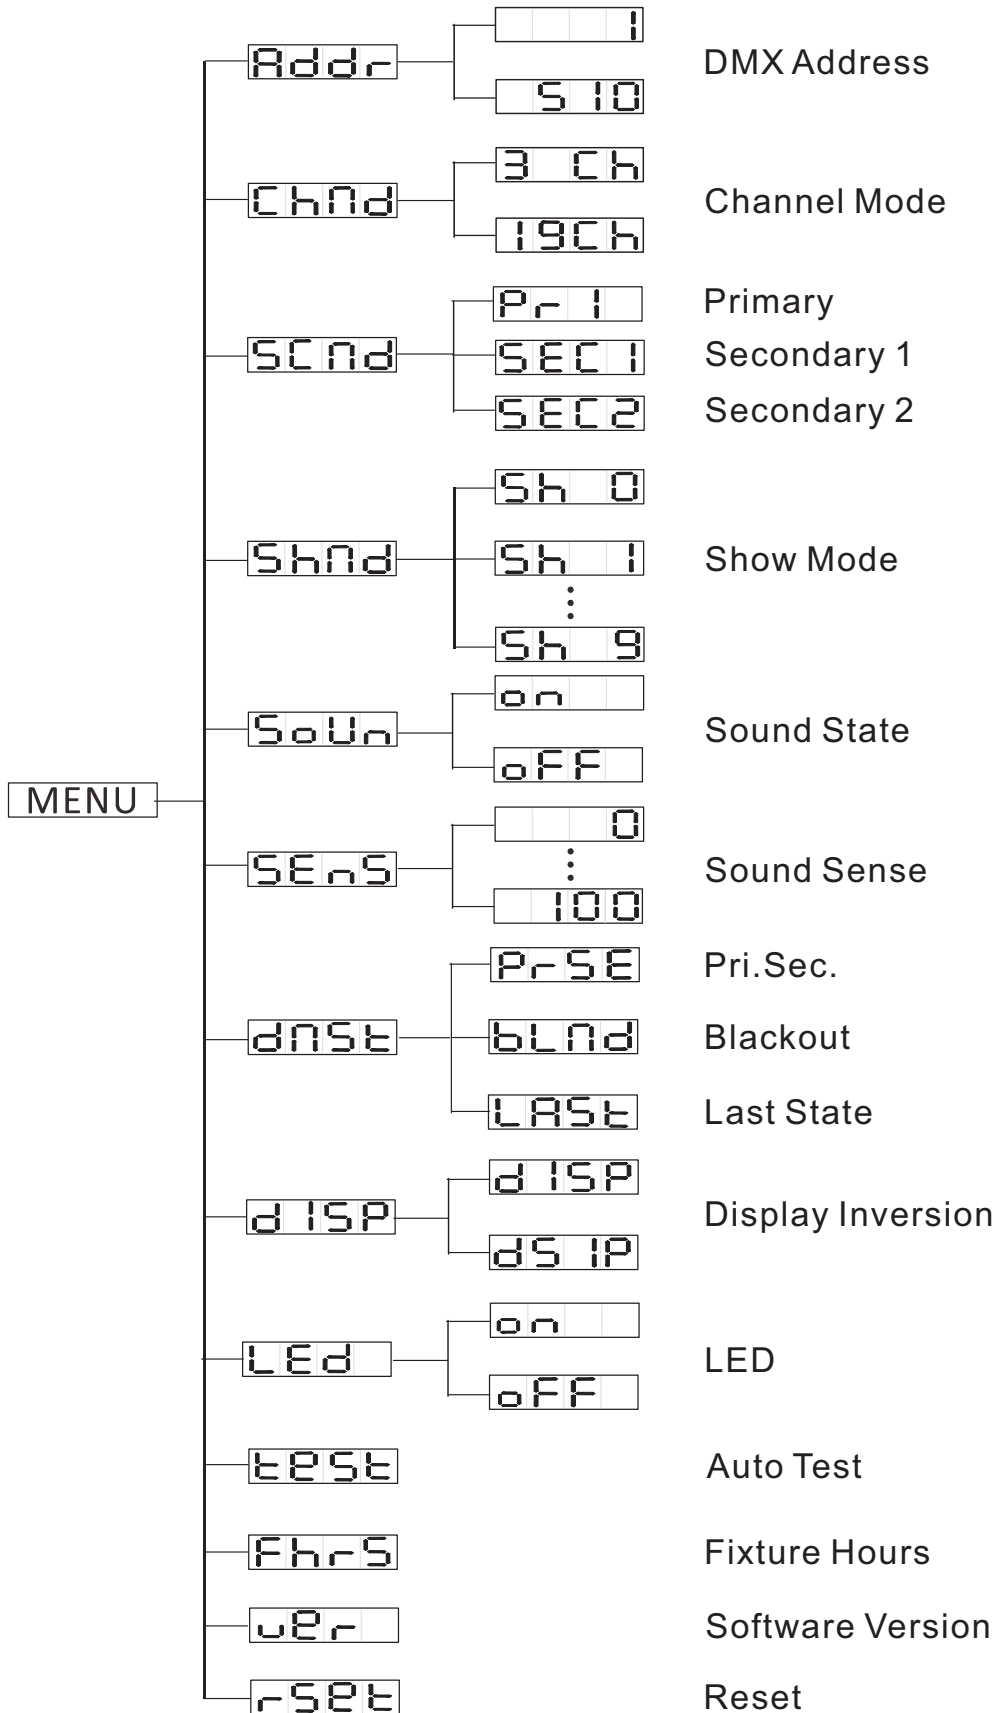 1
Addr
DMX Address
510
3 Ch
ChMd
Channel Mode
19Ch
Pr1
Primary
SCMd
SEC1
Secondary 1
SEC2
Secondary 2
Sh 0
ShMd
Sh 1
Show Mode
Sh 9
on
SoUn
Sound State
oFF
MENU
0
SEnS
Sound Sense
100
PrSE
Pri.Sec.
dMSt
bLMd
Blackout
LASt
Last State
dISP
dISP
Display Inversion
dSIP
on
LEd
LED
oFF
teSt
Auto Test
FhrS
Fixture Hours
ver
Software Version
rSet
Reset